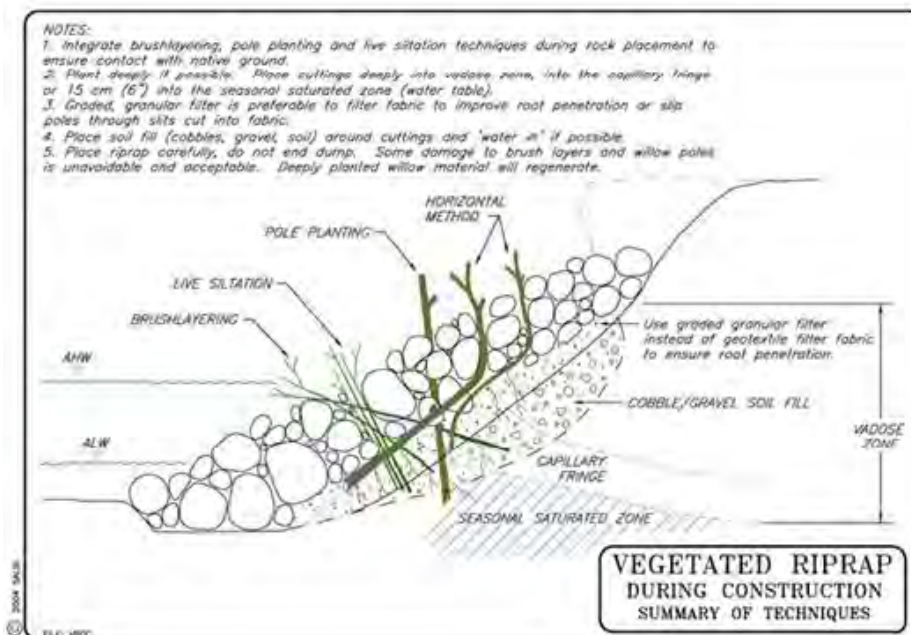 NOTES:
1. Integrate brushlayering, pole planting and live siltation techniques during rock placement to
ensure contact with native ground.
2. Plant deeply if possible. Place cuttings deeply into vadose zone, into the capillary fringe
or 15 cm (6") into the seasonal saturated zone (water table).
3. Graded, granular filter is preferable to filter fabric to improve root penetration or slip
poles through slits cut into fabric.
4. Place soil fill (cobbles, gravel, soil) around cuttings and 'water in' if possible.
5. Place riprap carefully, do not end dump. Some damage to brush layers and willow poles
is unavoidable and acceptable. Deeply planted willow material will regenerate.
HORIZONTAL
METHOD
POLE PLANTING
LIVE SILTATION
BRUSHLAYERING
AHW
ALW
Use graded granular filter
instead of geotextile filter fabric
to ensure root penetration.
COBBLE/GRAVEL SOIL FILL
VADOSE
ZONE
CAPILLARY
FRINGE
SEASONAL SATURATED ZONE
VEGETATED RIPRAP
DURING CONSTRUCTION
SUMMARY OF TECHNIQUES
© 2004 SALIX